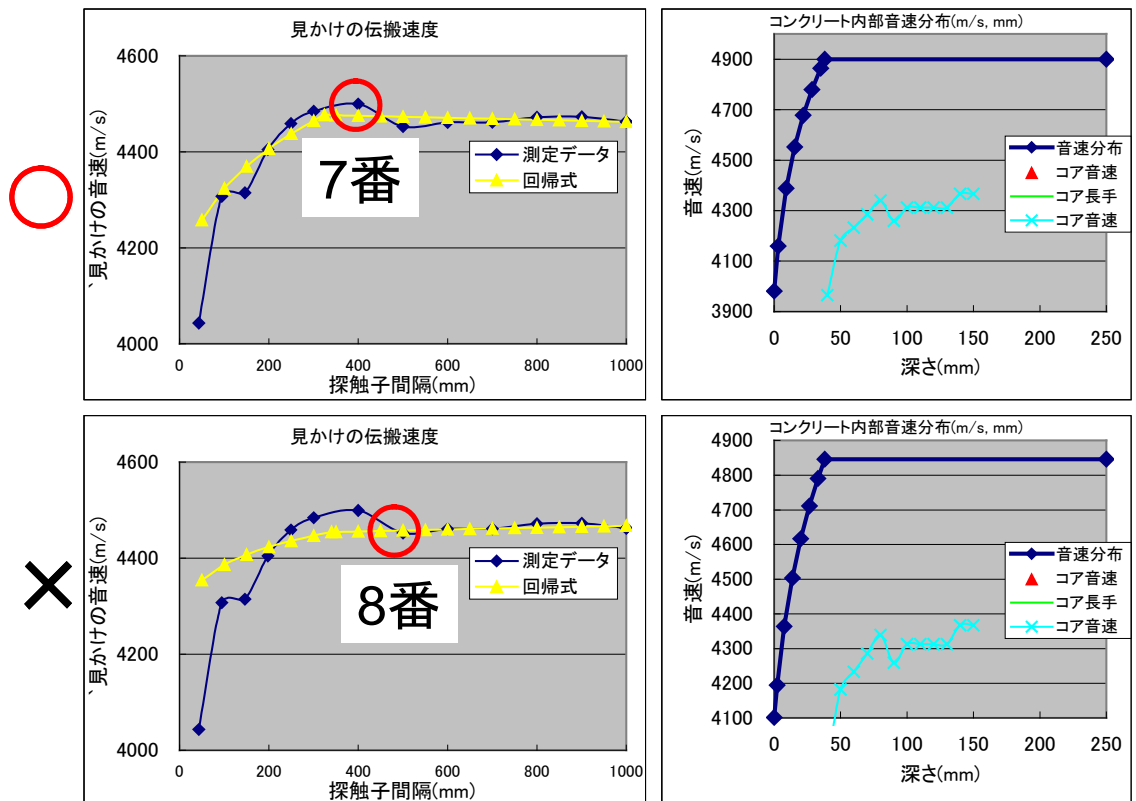 見かけの伝搬速度
4600
4400
4200
4000
`見かけの音速(m/s)
0
200
400
600
800
1000
探触子間隔(mm)
測定データ
回帰式
7番
コンクリート内部音速分布(m/s, mm)
4900
4700
4500
4300
4100
3900
音速(m/s)
0
50
100
150
200
250
深さ(mm)
音速分布
コア音速
コア長手
コア音速
見かけの伝搬速度
4600
4400
4200
4000
`見かけの音速(m/s)
0
200
400
600
800
1000
探触子間隔(mm)
測定データ
回帰式
8番
コンクリート内部音速分布(m/s, mm)
4900
4800
4700
4600
4500
4400
4300
4200
4100
音速(m/s)
0
50
100
150
200
250
深さ(mm)
音速分布
コア音速
コア長手
コア音速